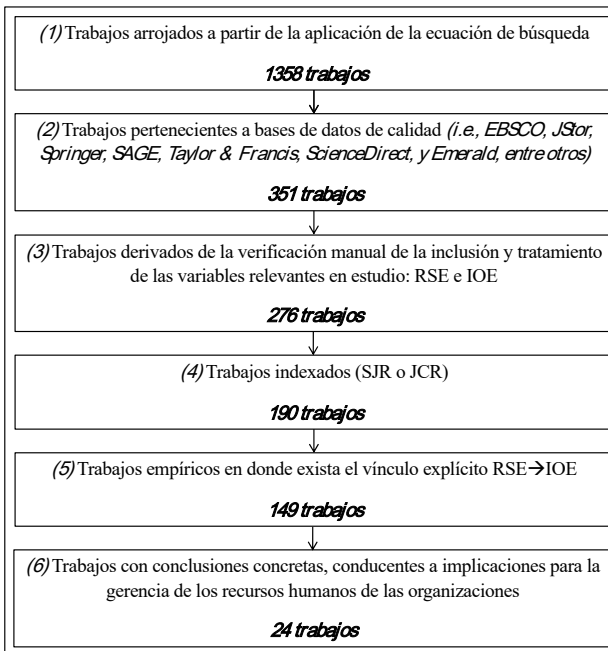 (1) Trabajos arrojados a partir de la aplicación de la ecuación de búsqueda
1358 trabajos
(2) Trabajos pertenecientes a bases de datos de calidad (i.e., EBSCO, JStor,
Springer, SAGE, Taylor & Francis, ScienceDirect, y Emerald, entre otros)
351 trabajos
(3) Trabajos derivados de la verificación manual de la inclusión y tratamiento
de las variables relevantes en estudio: RSE e IOE
276 trabajos
(4) Trabajos indexados (SJR o JCR)
190 trabajos
(5) Trabajos empíricos en donde exista el vínculo explícito RSE→IOE
149 trabajos
(6) Trabajos con conclusiones concretas, conducentes a implicaciones para la
gerencia de los recursos humanos de las organizaciones
24 trabajos